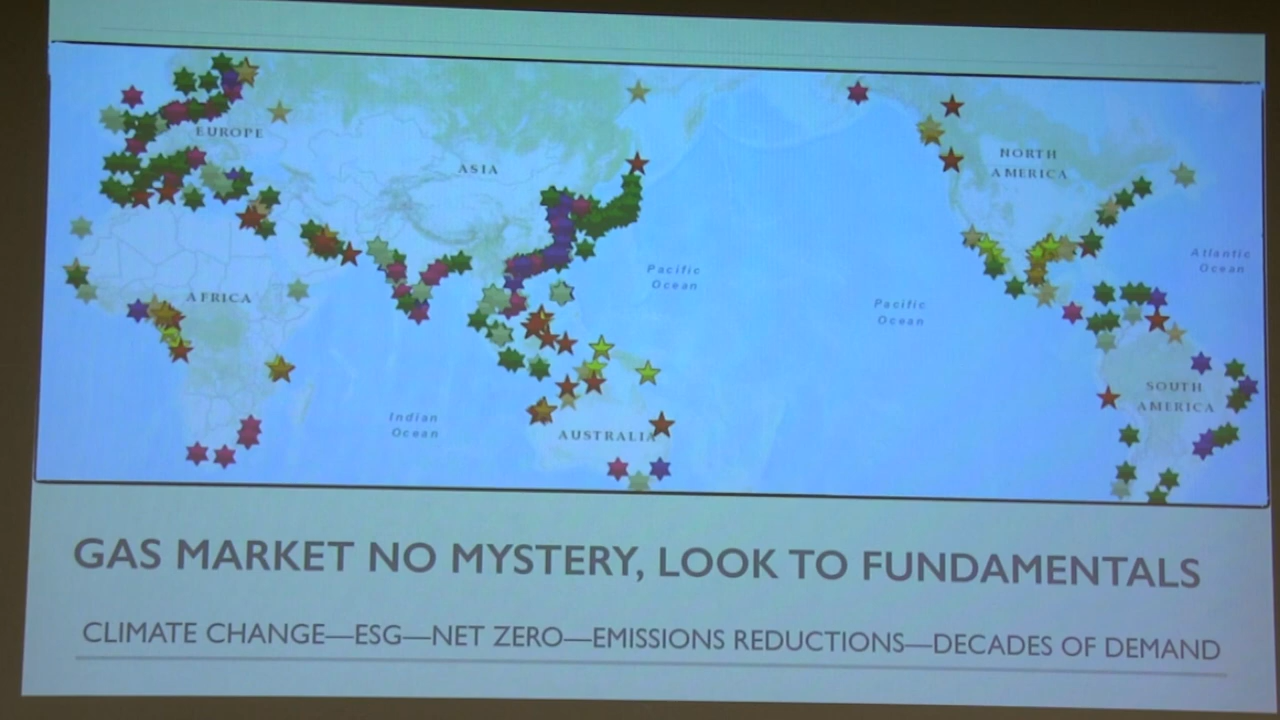 EUROPE
ASIA
NORTH
AMERICA
Atlantic
Ocean
Pacific
Ocean
Pacific
Ocean
AFRICA
SOUTH
AMERICA
Indian
Ocean
AUSTRALIA
GAS MARKET NO MYSTERY, LOOK TO FUNDAMENTALS
CLIMATE CHANGE—ESG—NET ZERO—EMISSIONS REDUCTIONS—DECADES OF DEMAND